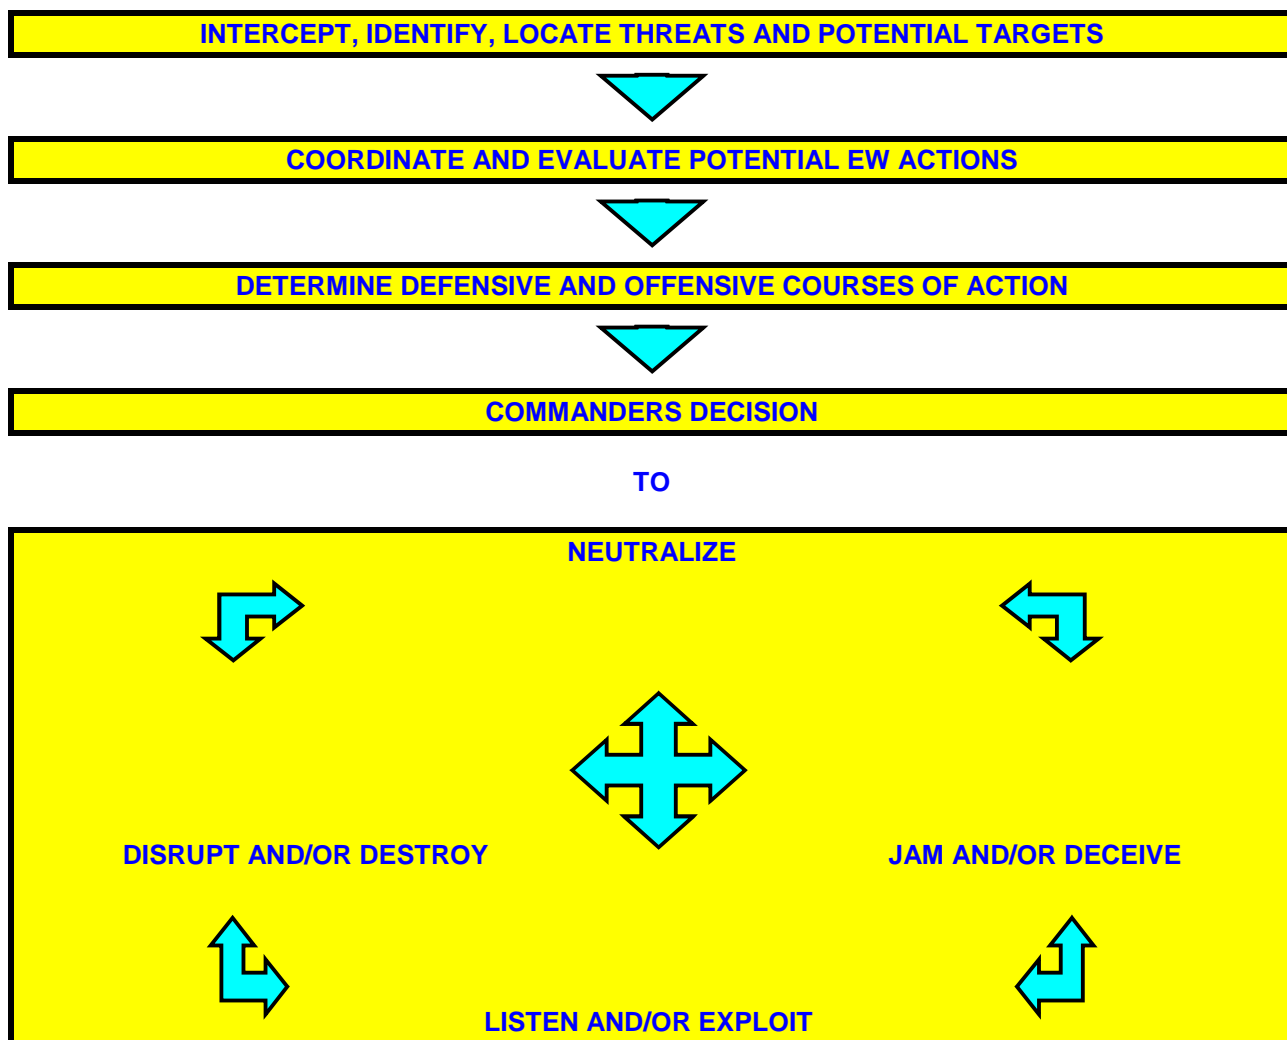 INTERCEPT, IDENTIFY, LOCATE THREATS AND POTENTIAL TARGETS
COORDINATE AND EVALUATE POTENTIAL EW ACTIONS
DETERMINE DEFENSIVE AND OFFENSIVE COURSES OF ACTION
COMMANDERS DECISION
TO
NEUTRALIZE
DISRUPT AND/OR DESTROY
JAM AND/OR DECEIVE
LISTEN AND/OR EXPLOIT